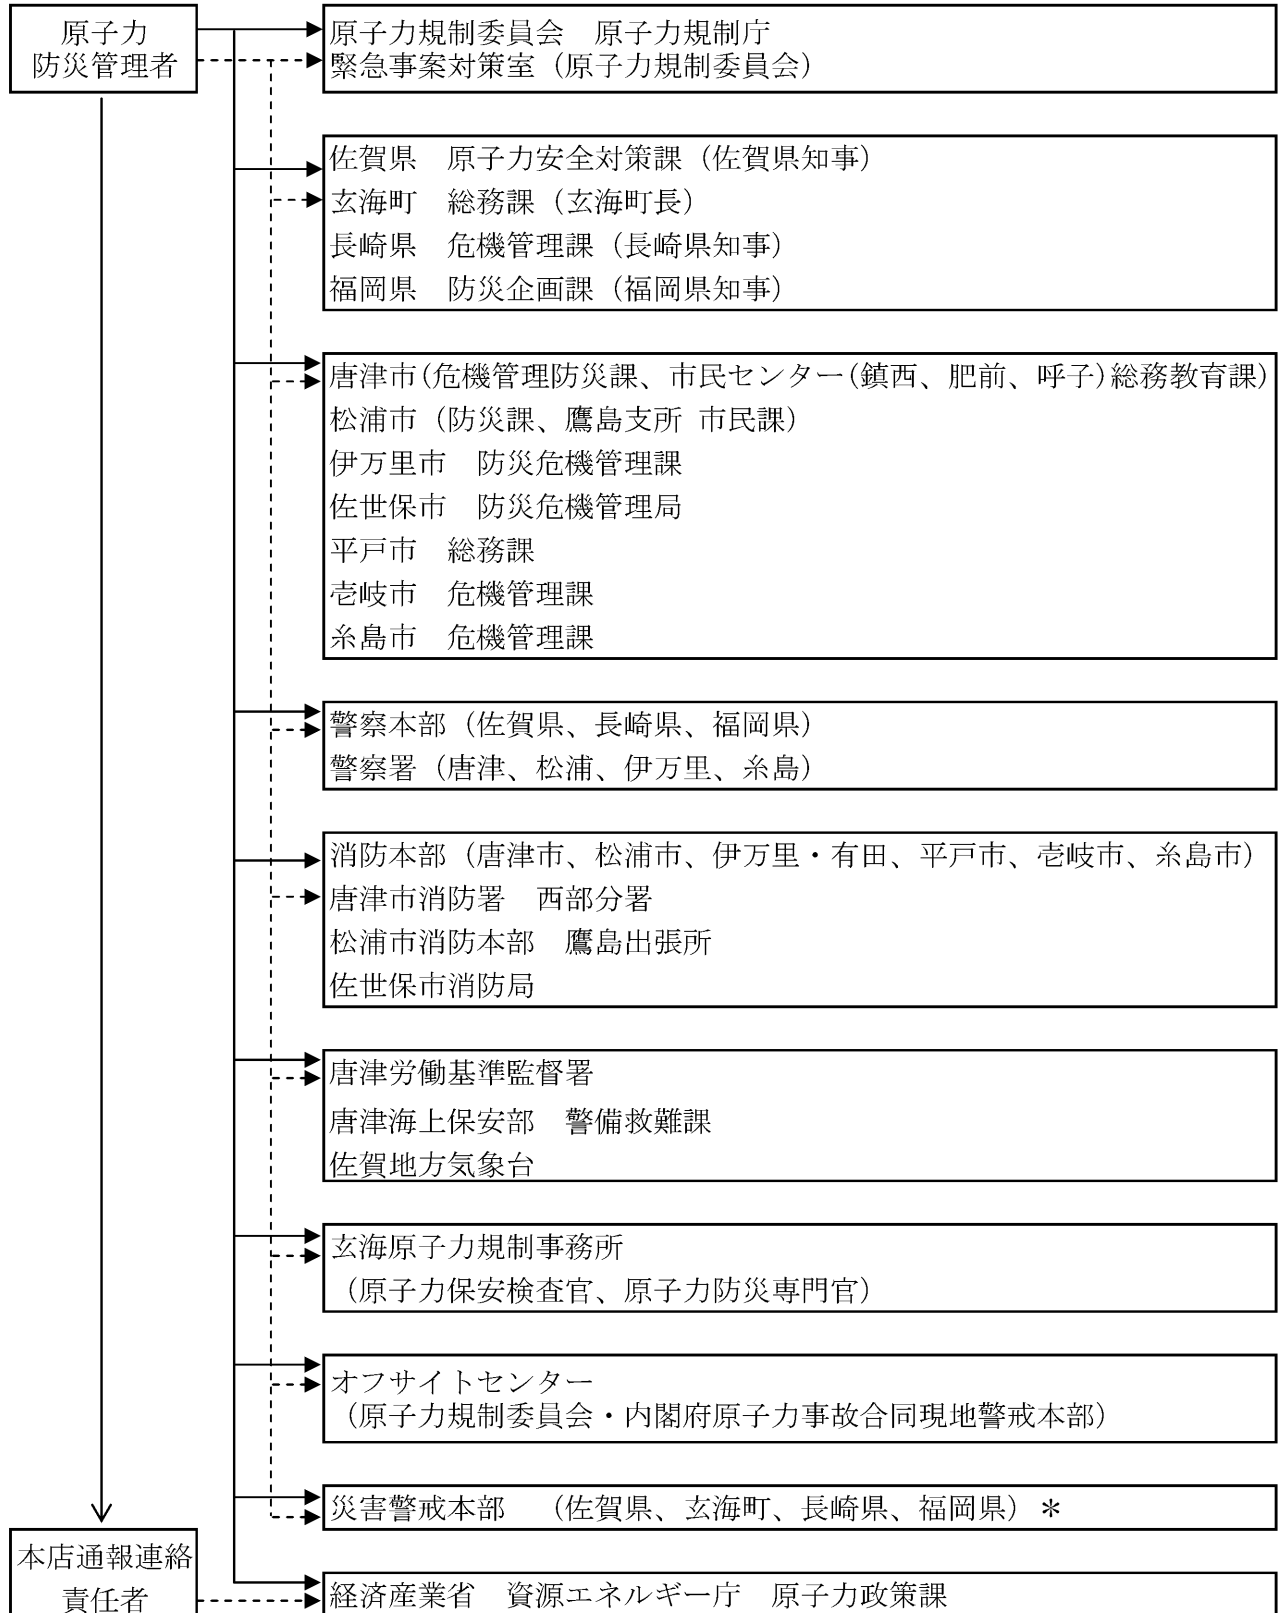 原子力
防災管理者
原子力規制委員会　原子力規制庁
緊急事案対策室（原子力規制委員会）
佐賀県　原子力安全対策課（佐賀県知事）
玄海町　総務課（玄海町長）
長崎県　危機管理課（長崎県知事）
福岡県　防災企画課（福岡県知事）
唐津市(危機管理防災課、市民センター(鎮西、肥前、呼子)総務教育課)
松浦市（防災課、鷹島支所 市民課）
伊万里市　防災危機管理課
佐世保市　防災危機管理局
平戸市　総務課
壱岐市　危機管理課
糸島市　危機管理課
警察本部（佐賀県、長崎県、福岡県）
警察署（唐津、松浦、伊万里、糸島）
消防本部（唐津市、松浦市、伊万里・有田、平戸市、壱岐市、糸島市）
唐津市消防署　西部分署
松浦市消防本部　鷹島出張所
佐世保市消防局
唐津労働基準監督署
唐津海上保安部　警備救難課
佐賀地方気象台
玄海原子力規制事務所
（原子力保安検査官、原子力防災専門官）
オフサイトセンター
（原子力規制委員会・内閣府原子力事故合同現地警戒本部）
災害警戒本部　（佐賀県、玄海町、長崎県、福岡県）＊
本店通報連絡
責任者
経済産業省　資源エネルギー庁　原子力政策課